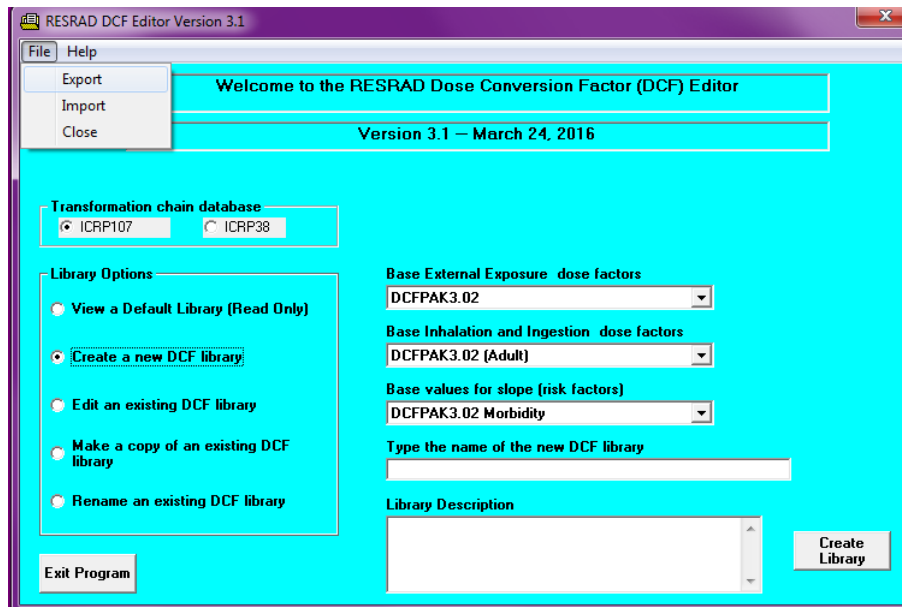 RESRAD DCF Editor Version 3.1
File Help
Export
Import
Close
Welcome to the RESRAD Dose Conversion Factor (DCF) Editor
Version 3.1 – March 24, 2016
Transformation chain database
ICRP107 ICRP38
Library Options
View a Default Library (Read Only)
Create a new DCF library
Edit an existing DCF library
Make a copy of an existing DCF
library
Rename an existing DCF library
Exit Program
Base External Exposure dose factors
DCFPAK3.02
Base Inhalation and Ingestion dose factors
DCFPAK3.02 (Adult)
Base values for slope (risk factors)
DCFPAK3.02 Morbidity
Type the name of the new DCF library
Library Description
Create
Library